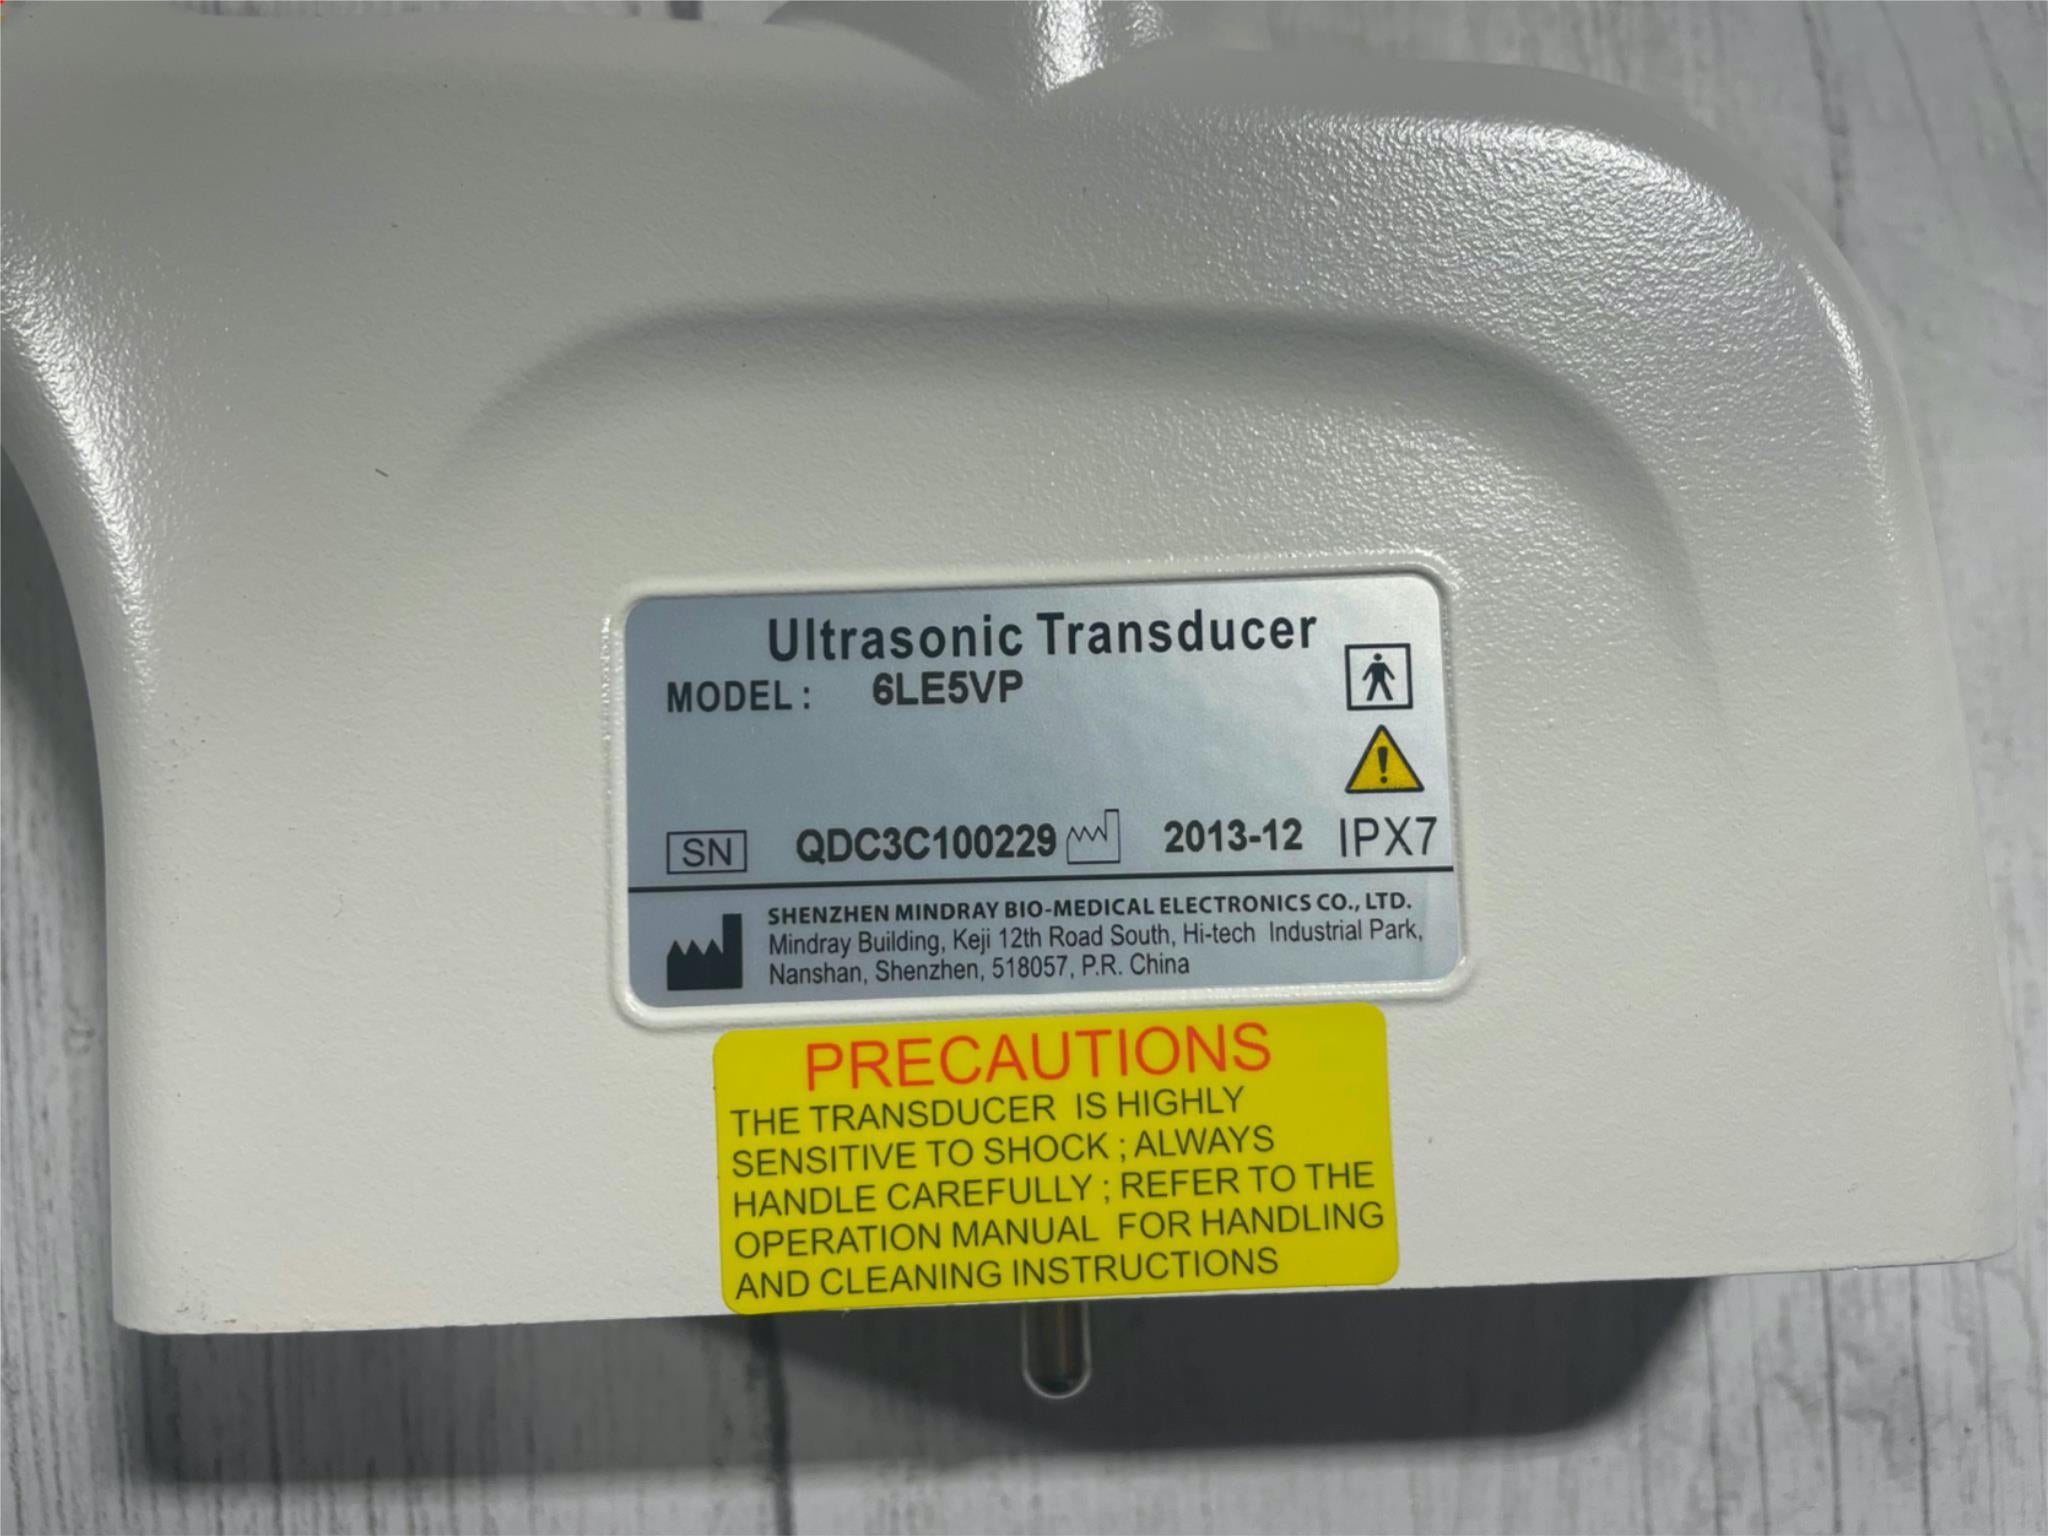 Ultrasonic Transducer
MODEL: 6LE5VP
SN QDC3C100229 2013-12 IPX7
SHENZHEN MINDRAY BIO-MEDICAL ELECTRONICS CO., LTD.
Mindray Building, Keji 12th Road South, Hi-tech Industrial Park,
Nanshan, Shenzhen, 518057, P.R. China
PRECAUTIONS
THE TRANSDUCER IS HIGHLY
SENSITIVE TO SHOCK ; ALWAYS
HANDLE CAREFULLY ; REFER TO THE
OPERATION MANUAL FOR HANDLING
AND CLEANING INSTRUCTIONS